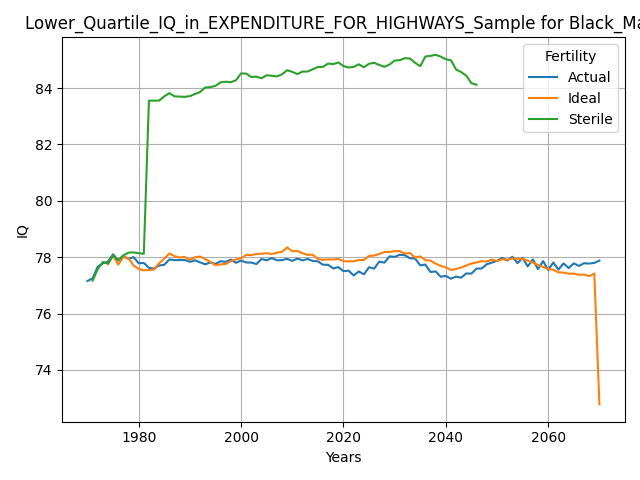 Lower_Quartile_IQ_in_EXPENDITURE_FOR_HIGHWAYS_Sample for Black_Ma
Fertility
Actual
Ideal
Sterile
84
82
80
78
76
74
IQ
1980
2000
2020
2040
2060
Years